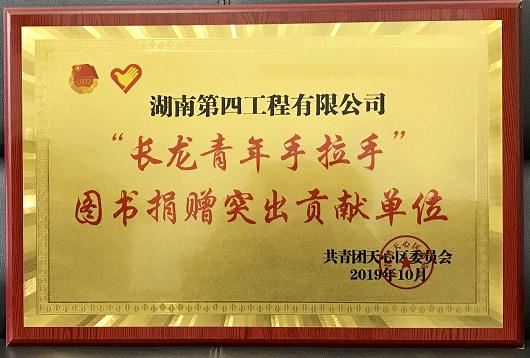 湖南第四工程有限公司
“长龙青年手拉手”
图书捐赠突出贡献单位
共青团天心区委员会
2019年10月